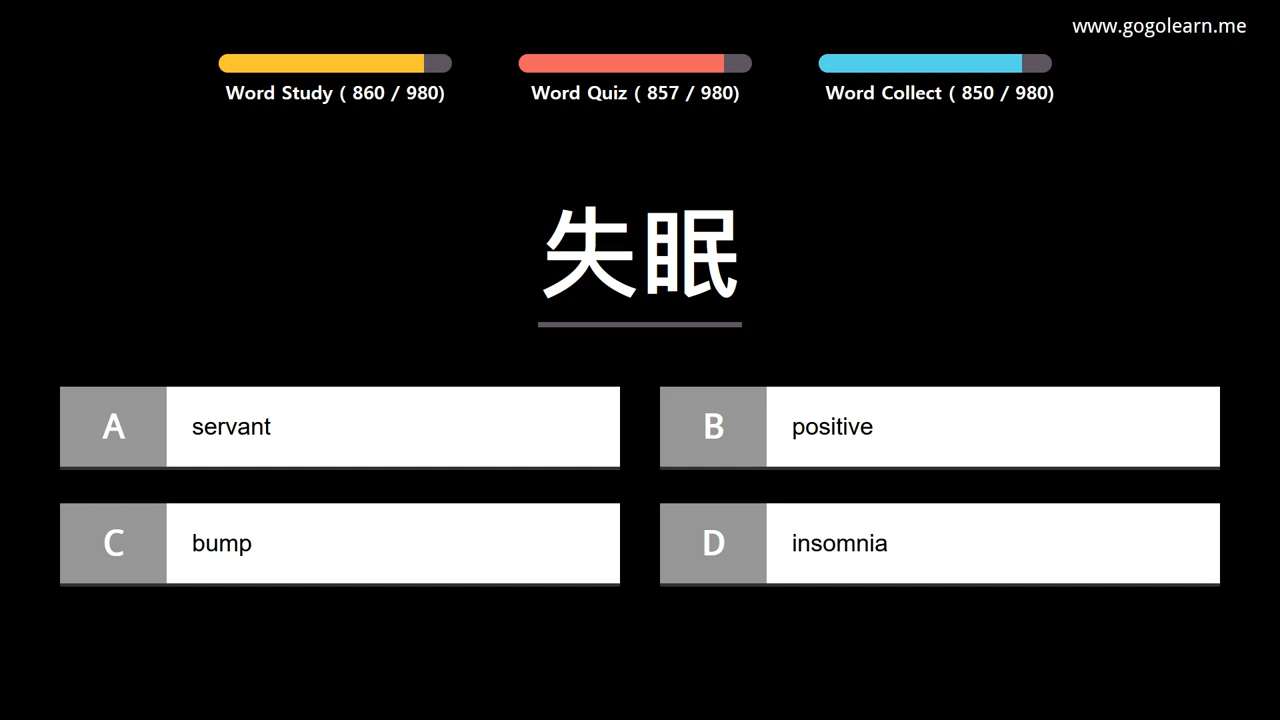 www.gogolearn.me
Word Study ( 860 / 980)
Word Quiz ( 857 / 980)
Word Collect ( 850 / 980)
失眠
A servant
B positive
C bump
D insomnia